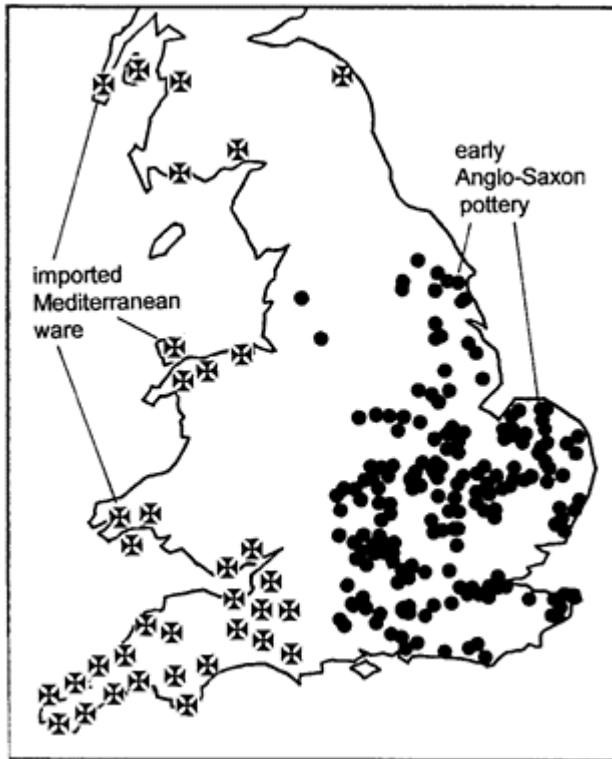 early
Anglo-Saxon
pottery
imported
Mediterranean
ware